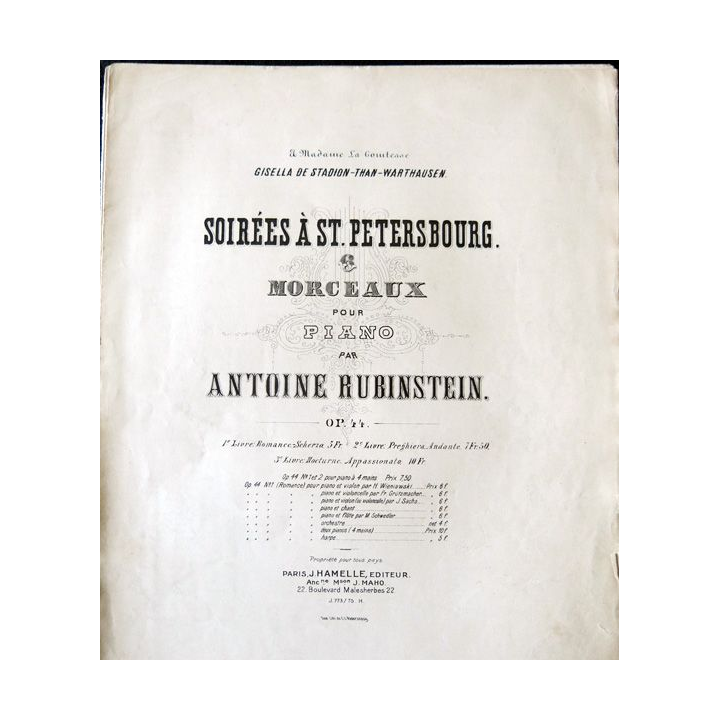 A Madame La Comtesse
GISELLA DE STADION-THAN-WARTHAUSEN.
SOIRÉES À ST. PETERSBOURG.
6
MORCEAUX
POUR
PIANO
PAR
ANTOINE RUBINSTEIN.
OP. 44.
1r Livre: Romance, Scherzo 5 Fr. 2e Livre: Preghiera, Andante. 7 Fr. 50.
3e Livre: Nocturne, Appassionata 10 Fr.
Op. 44 No 1 et 2 pour piano à 4 mains Prix 7,50
Op. 44 No 1 (Romance) pour piano et violon par H. Wieniawski Prix 6 f.
" " " " piano et violoncelle par Fr. Grützmacher " 6 f.
" " " " piano et violon (ou violoncelle) par J. Sachs " 6 f.
" " " " piano et chant " 6 f.
" " " " piano et flûte par M. Schwedler " 6 f.
" " " " orchestre net 4 f.
" " " " deux pianos (4 mains) Prix 10 f.
" " " " harpe " 5 f.
Propriété pour tous pays.
PARIS, J. HAMELLE, EDITEUR.
Ancne Mson J. MAHO.
22. Boulevard Malesherbes 22
J. 773/75. H.